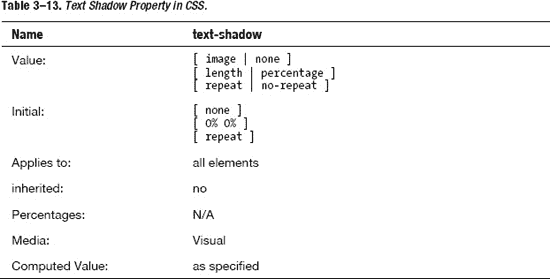 Table 3–13. Text Shadow Property in CSS.
Name text-shadow
Value: [ image | none ]
[ length | percentage ]
[ repeat | no-repeat ]
Initial: [ none ]
[ 0% 0% ]
[ repeat ]
Applies to: all elements
inherited: no
Percentages: N/A
Media: Visual
Computed Value: as specified